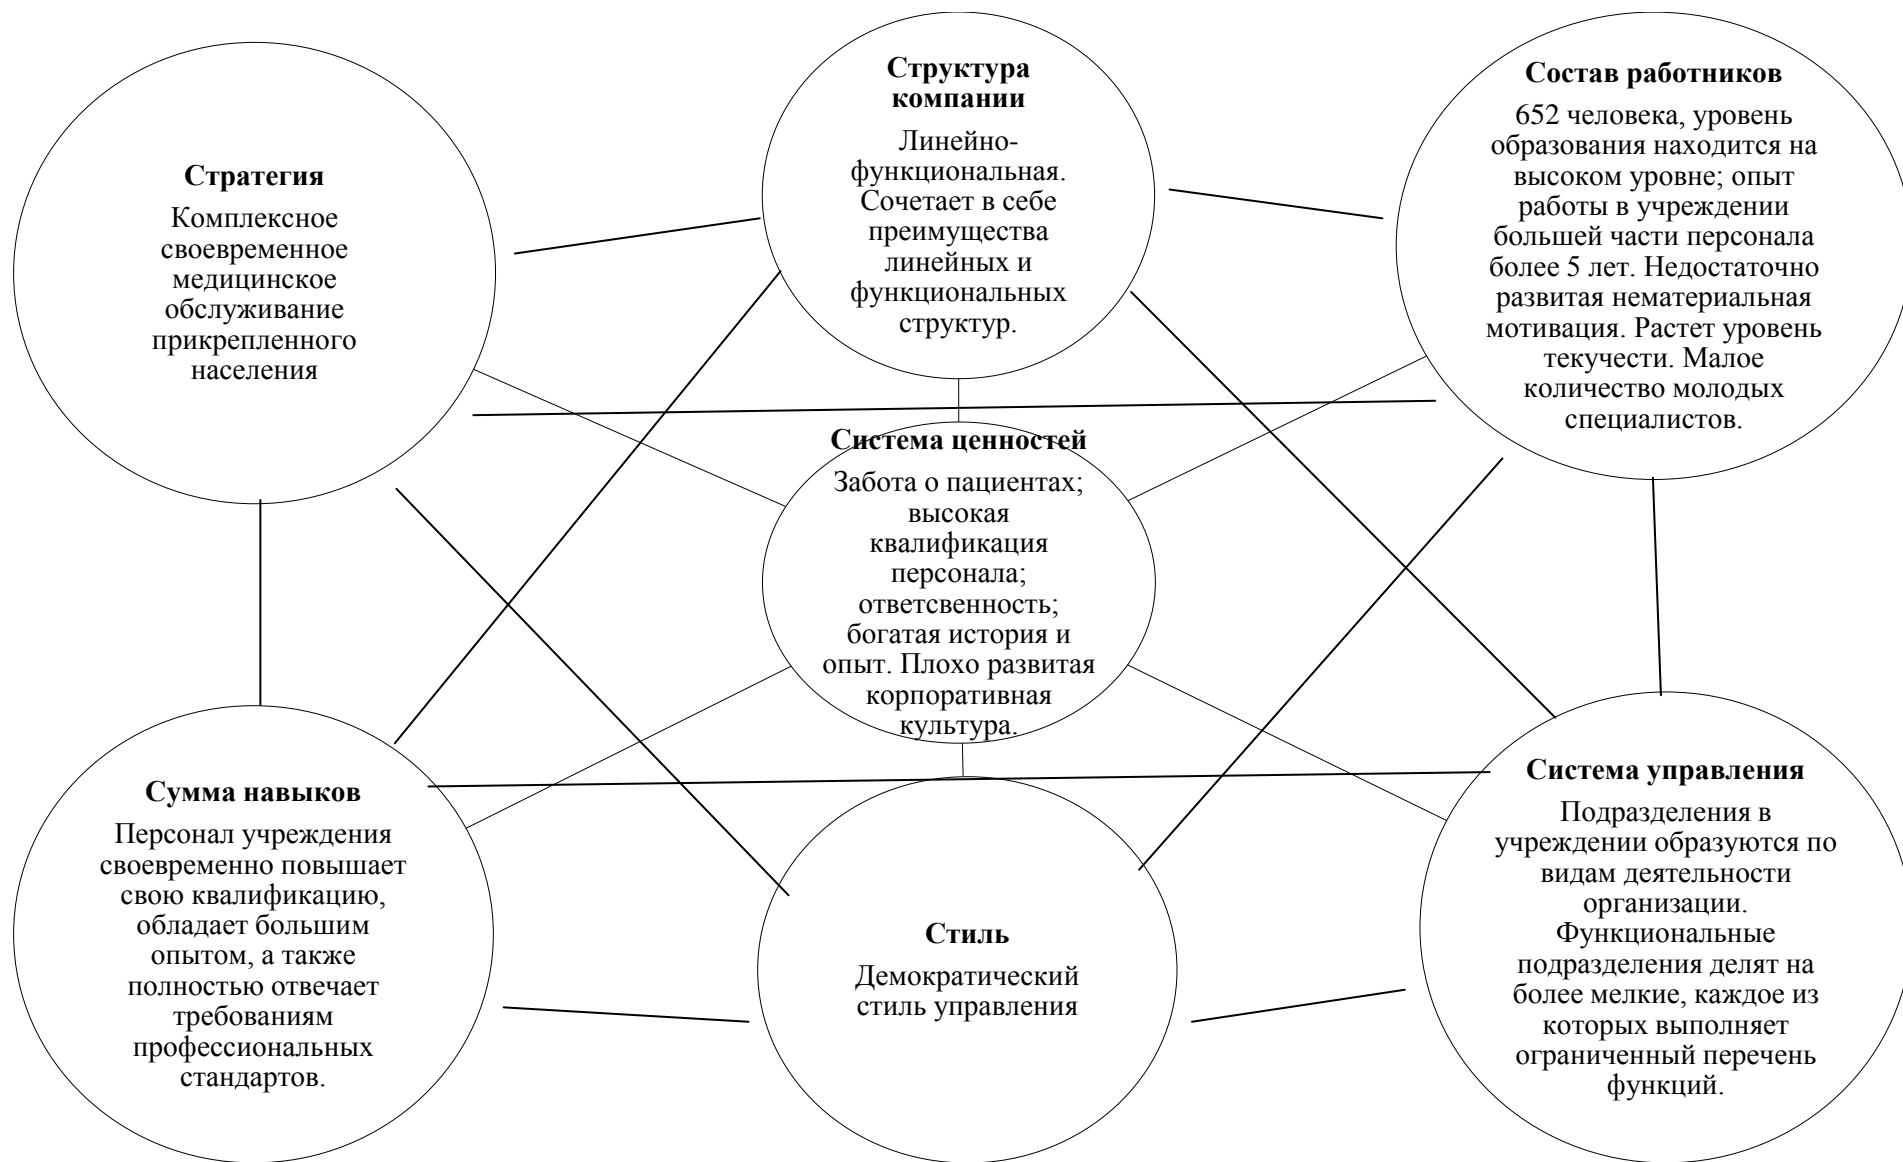 Стратегия
Комплексное
своевременное
медицинское
обслуживание
прикрепленного
населения
Структура
компании
Линейно-
функциональная.
Сочетает в себе
преимущества
линейных и
функциональных
структур.
Состав работников
652 человека, уровень
образования находится на
высоком уровне; опыт
работы в учреждении
большей части персонала
более 5 лет. Недостаточно
развитая нематериальная
мотивация. Растет уровень
текучести. Малое
количество молодых
специалистов.
Система ценностей
Забота о пациентах;
высокая
квалификация
персонала;
ответсвенность;
богатая история и
опыт. Плохо развитая
корпоративная
культура.
Сумма навыков
Персонал учреждения
своевременно повышает
свою квалификацию,
обладает большим
опытом, а также
полностью отвечает
требованиям
профессиональных
стандартов.
Стиль
Демократический
стиль управления
Система управления
Подразделения в
учреждении образуются по
видам деятельности
организации.
Функциональные
подразделения делят на
более мелкие, каждое из
которых выполняет
ограниченный перечень
функций.